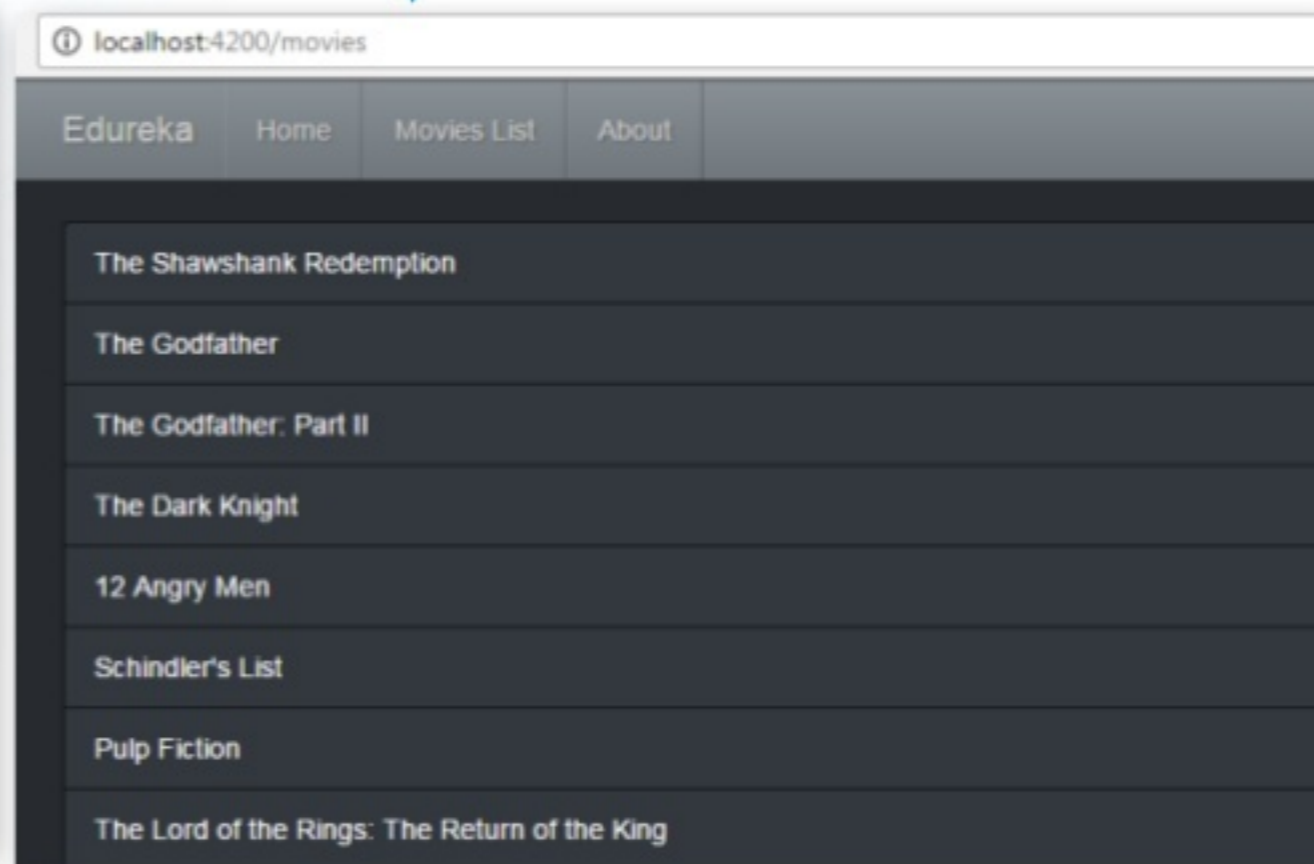 localhost:4200/movies
Edureka Home Movies List About
The Shawshank Redemption
The Godfather
The Godfather: Part II
The Dark Knight
12 Angry Men
Schindler's List
Pulp Fiction
The Lord of the Rings: The Return of the King